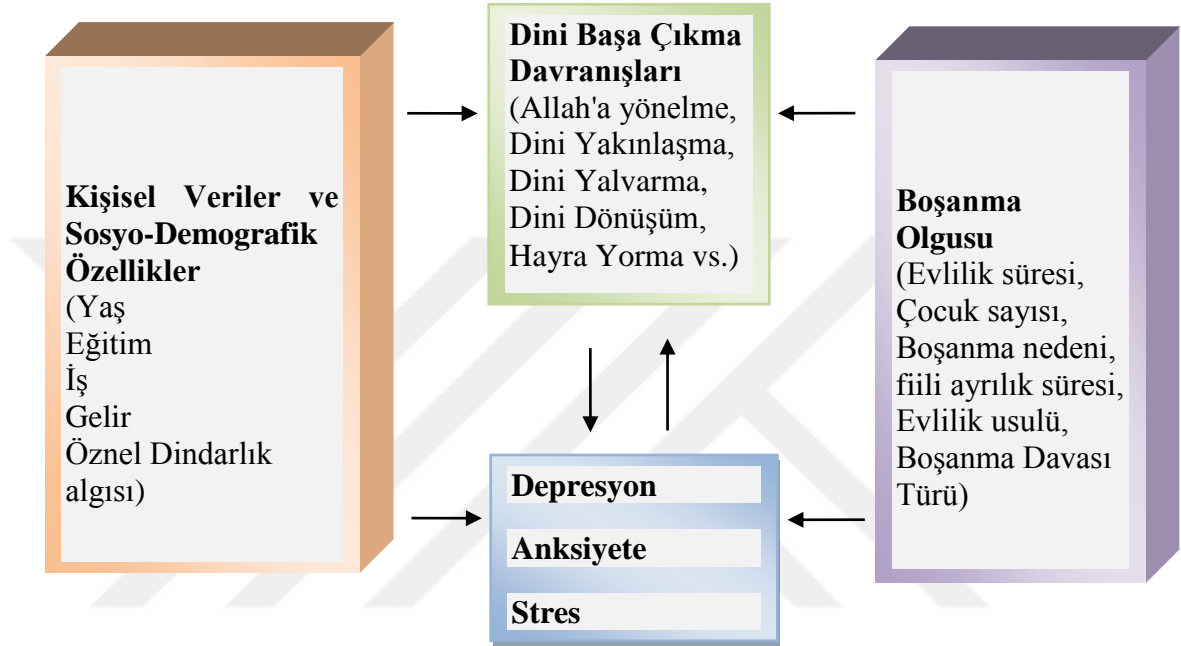 Kişisel Veriler ve
Sosyo-Demografik
Özellikler
(Yaş
Eğitim
İş
Gelir
Öznel Dindarlık
algısı)
Dini Başa Çıkma
Davranışları
(Allah'a yönelme,
Dini Yakınlaşma,
Dini Yalvarma,
Dini Dönüşüm,
Hayra Yorma vs.)
Depresyon
Anksiyete
Stres
Boşanma
Olgusu
(Evlilik süresi,
Çocuk sayısı,
Boşanma nedeni,
fiili ayrılık süresi,
Evlilik usulü,
Boşanma Davası
Türü)